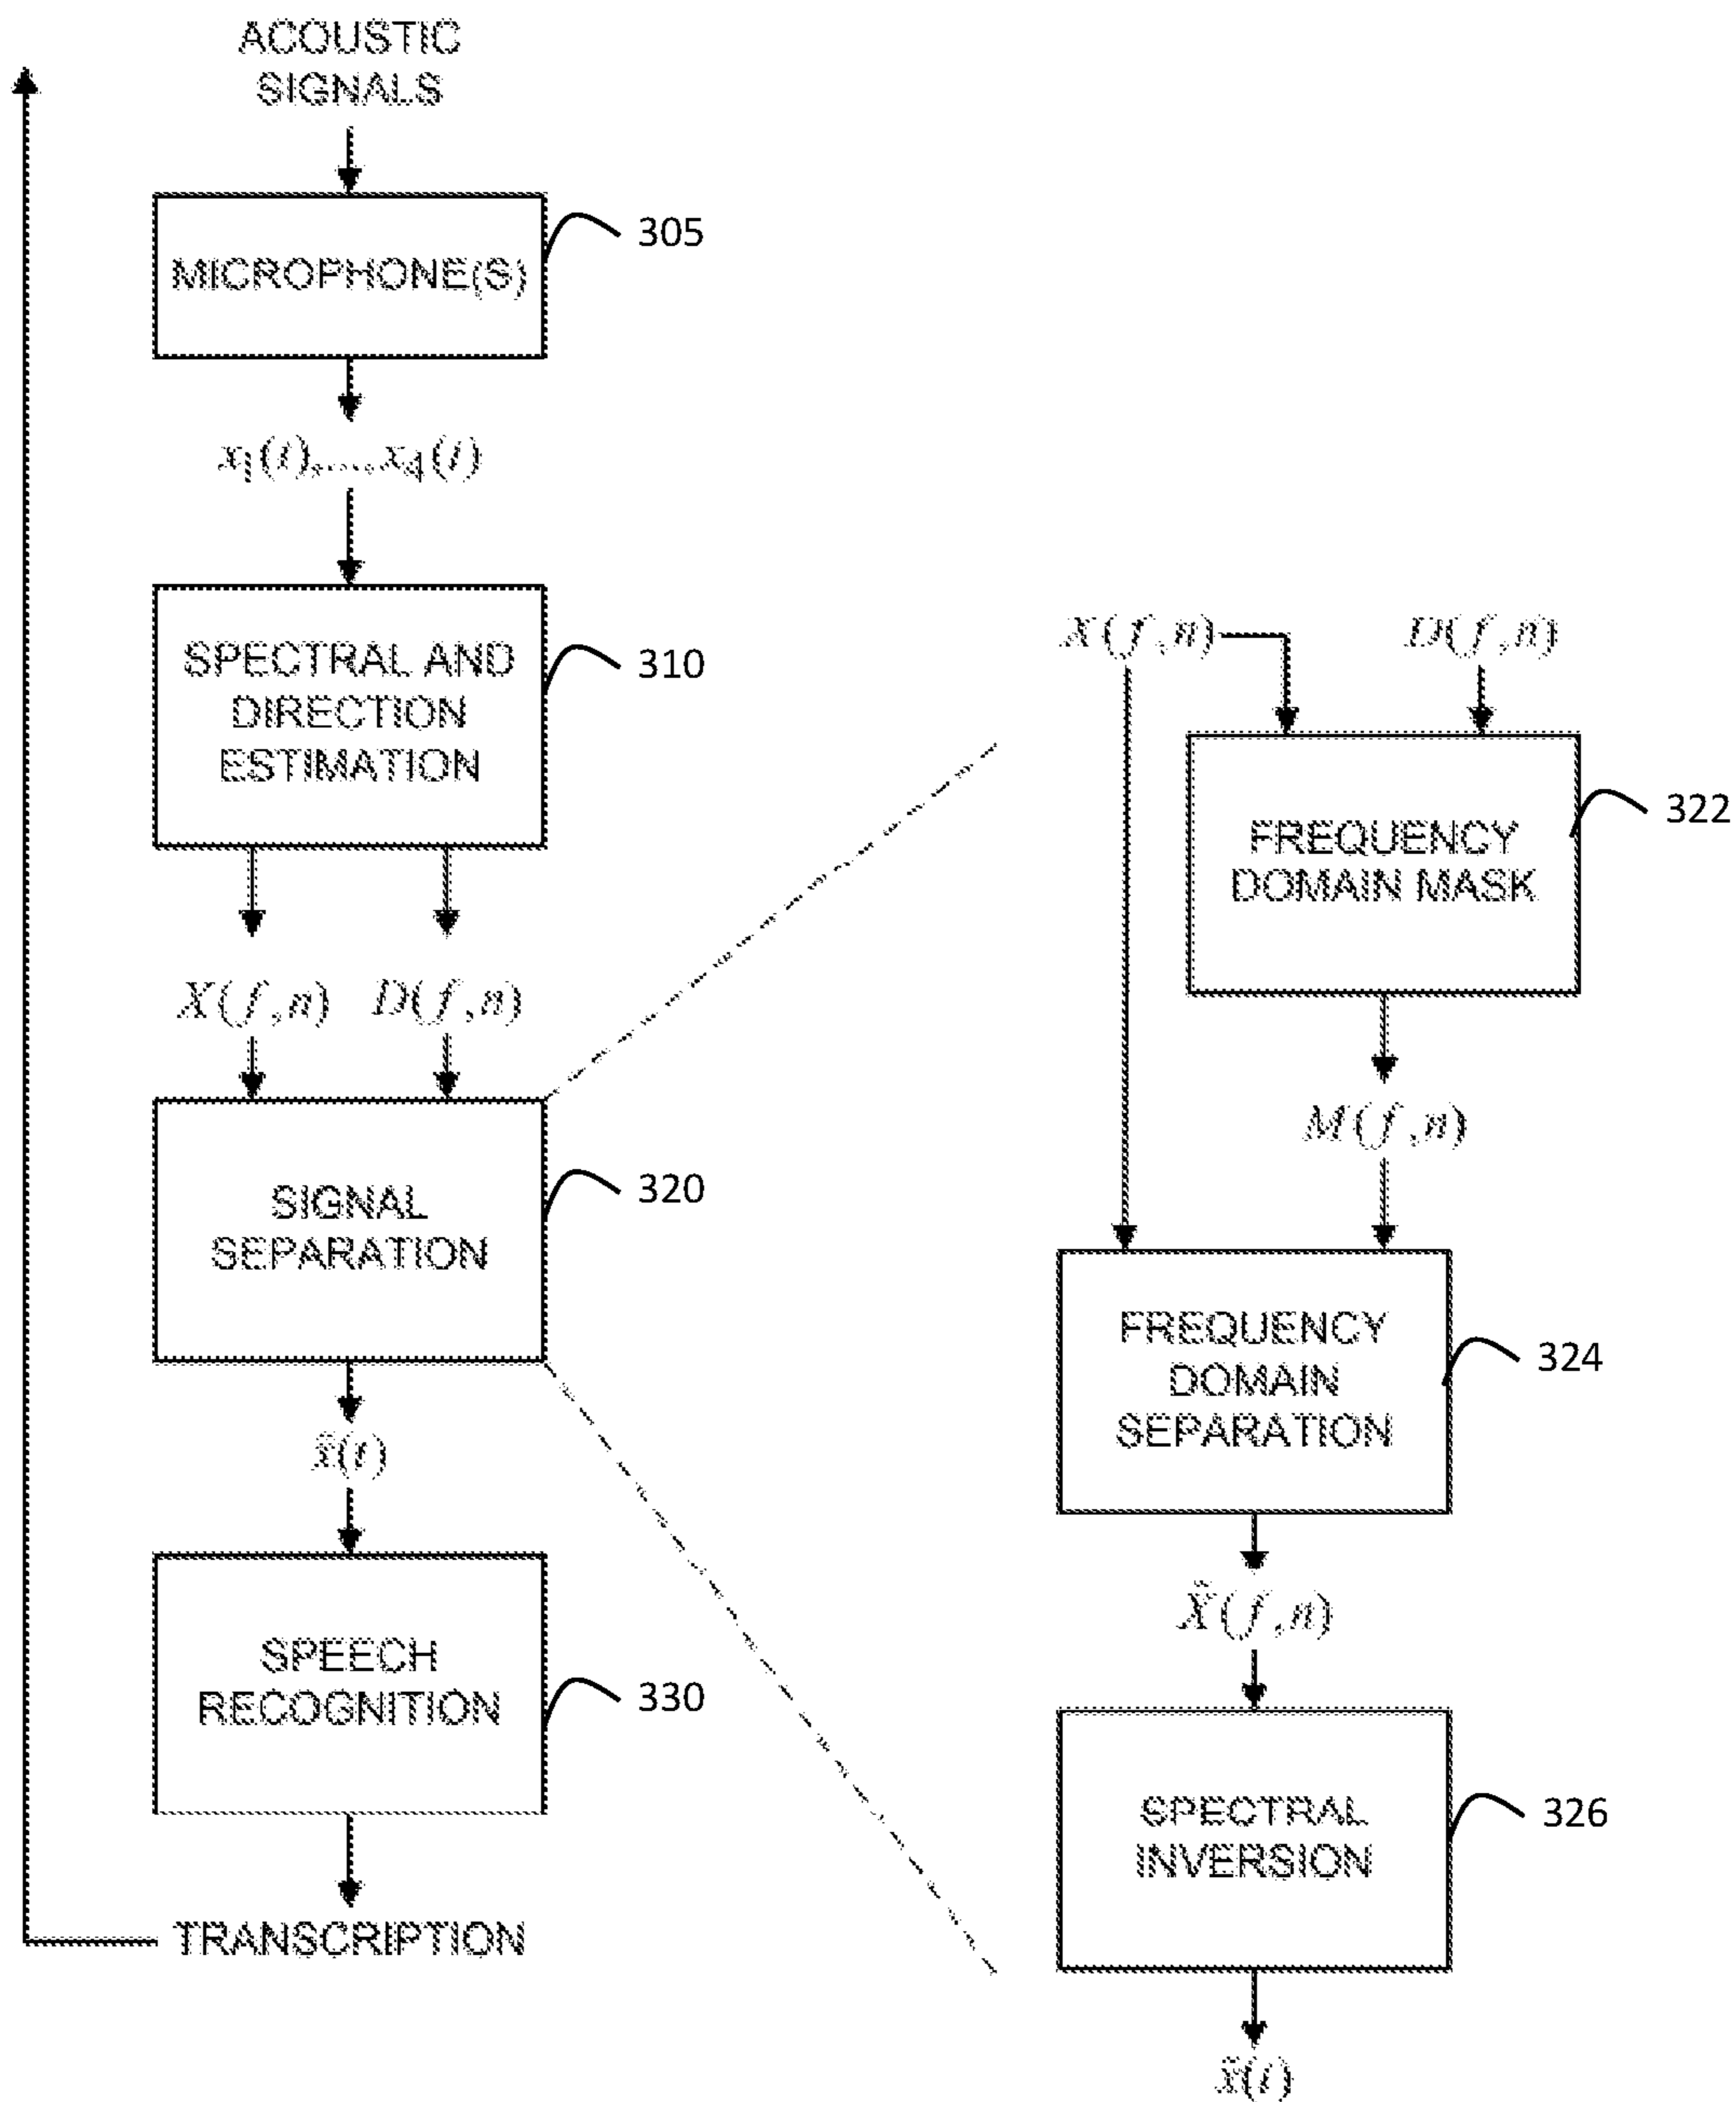 ACOUSTIC
SIGNALS
MICROPHONE(S)
305
x₁(t),....,x₄(t)
SPECTRAL AND
DIRECTION
ESTIMATION
310
X(f,n) D(f,n)
SIGNAL
SEPARATION
320
x̃(t)
SPEECH
RECOGNITION
330
TRANSCRIPTION
X(f,n) D(f,n)
FREQUENCY
DOMAIN MASK
322
M(f,n)
FREQUENCY
DOMAIN
SEPARATION
324
X̃(f,n)
SPECTRAL
INVERSION
326
x̃(t)